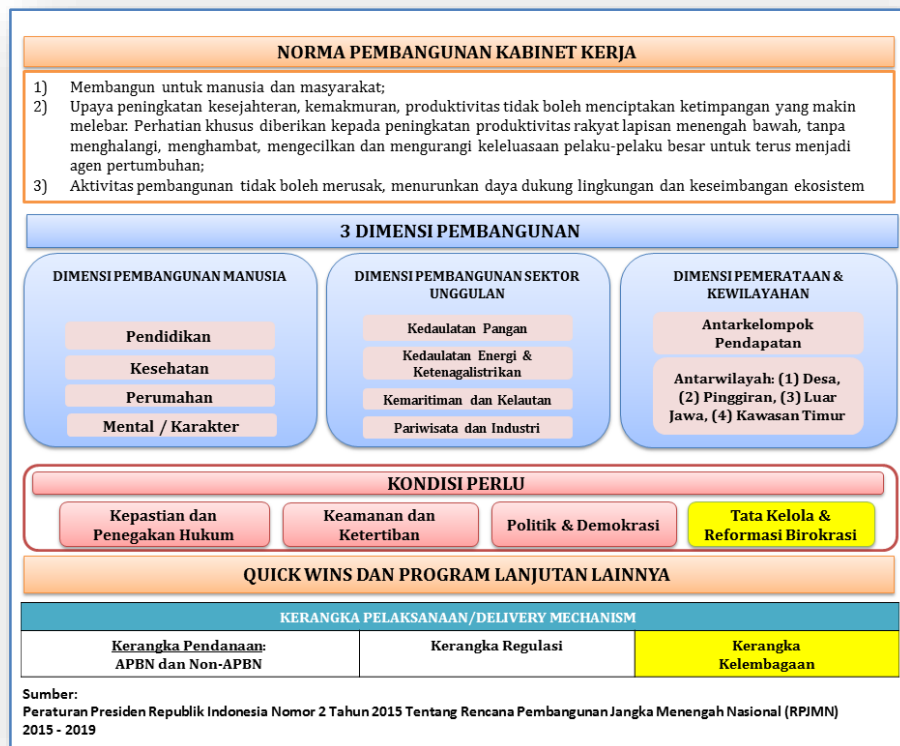 NORMA PEMBANGUNAN KABINET KERJA
1) Membangun untuk manusia dan masyarakat;
2) Upaya peningkatan kesejahteran, kemakmuran, produktivitas tidak boleh menciptakan ketimpangan yang makin
melebar. Perhatian khusus diberikan kepada peningkatan produktivitas rakyat lapisan menengah bawah, tanpa
menghalangi, menghambat, mengecilkan dan mengurangi keleluasaan pelaku-pelaku besar untuk terus menjadi
agen pertumbuhan;
3) Aktivitas pembangunan tidak boleh merusak, menurunkan daya dukung lingkungan dan keseimbangan ekosistem
3 DIMENSI PEMBANGUNAN
DIMENSI PEMBANGUNAN MANUSIA
Pendidikan
Kesehatan
Perumahan
Mental / Karakter
DIMENSI PEMBANGUNAN SEKTOR
UNGGULAN
Kedaulatan Pangan
Kedaulatan Energi &
Ketenagalistrikan
Kemaritiman dan Kelautan
Pariwisata dan Industri
DIMENSI PEMERATAAN &
KEWILAYAHAN
Antarkelompok
Pendapatan
Antarwilayah: (1) Desa,
(2) Pinggiran, (3) Luar
Jawa, (4) Kawasan Timur
KONDISI PERLU
Kepastian dan
Penegakan Hukum
Keamanan dan
Ketertiban
Politik & Demokrasi
Tata Kelola &
Reformasi Birokrasi
QUICK WINS DAN PROGRAM LANJUTAN LAINNYA
KERANGKA PELAKSANAAN/DELIVERY MECHANISM
Kerangka Pendanaan:
APBN dan Non-APBN
Kerangka Regulasi
Kerangka
Kelembagaan
Sumber:
Peraturan Presiden Republik Indonesia Nomor 2 Tahun 2015 Tentang Rencana Pembangunan Jangka Menengah Nasional (RPJMN)
2015 - 2019